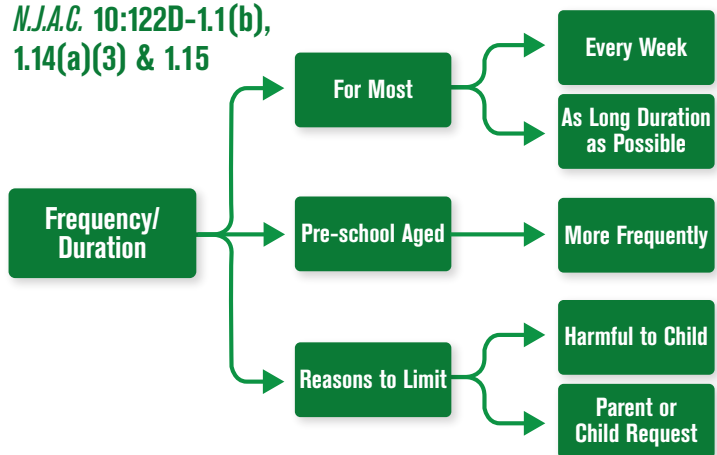 N.J.A.C. 10:122D-1.1(b),
1.14(a)(3) & 1.15
Frequency/
Duration
For Most
Every Week
As Long Duration
as Possible
Pre-school Aged
More Frequently
Reasons to Limit
Harmful to Child
Parent or
Child Request